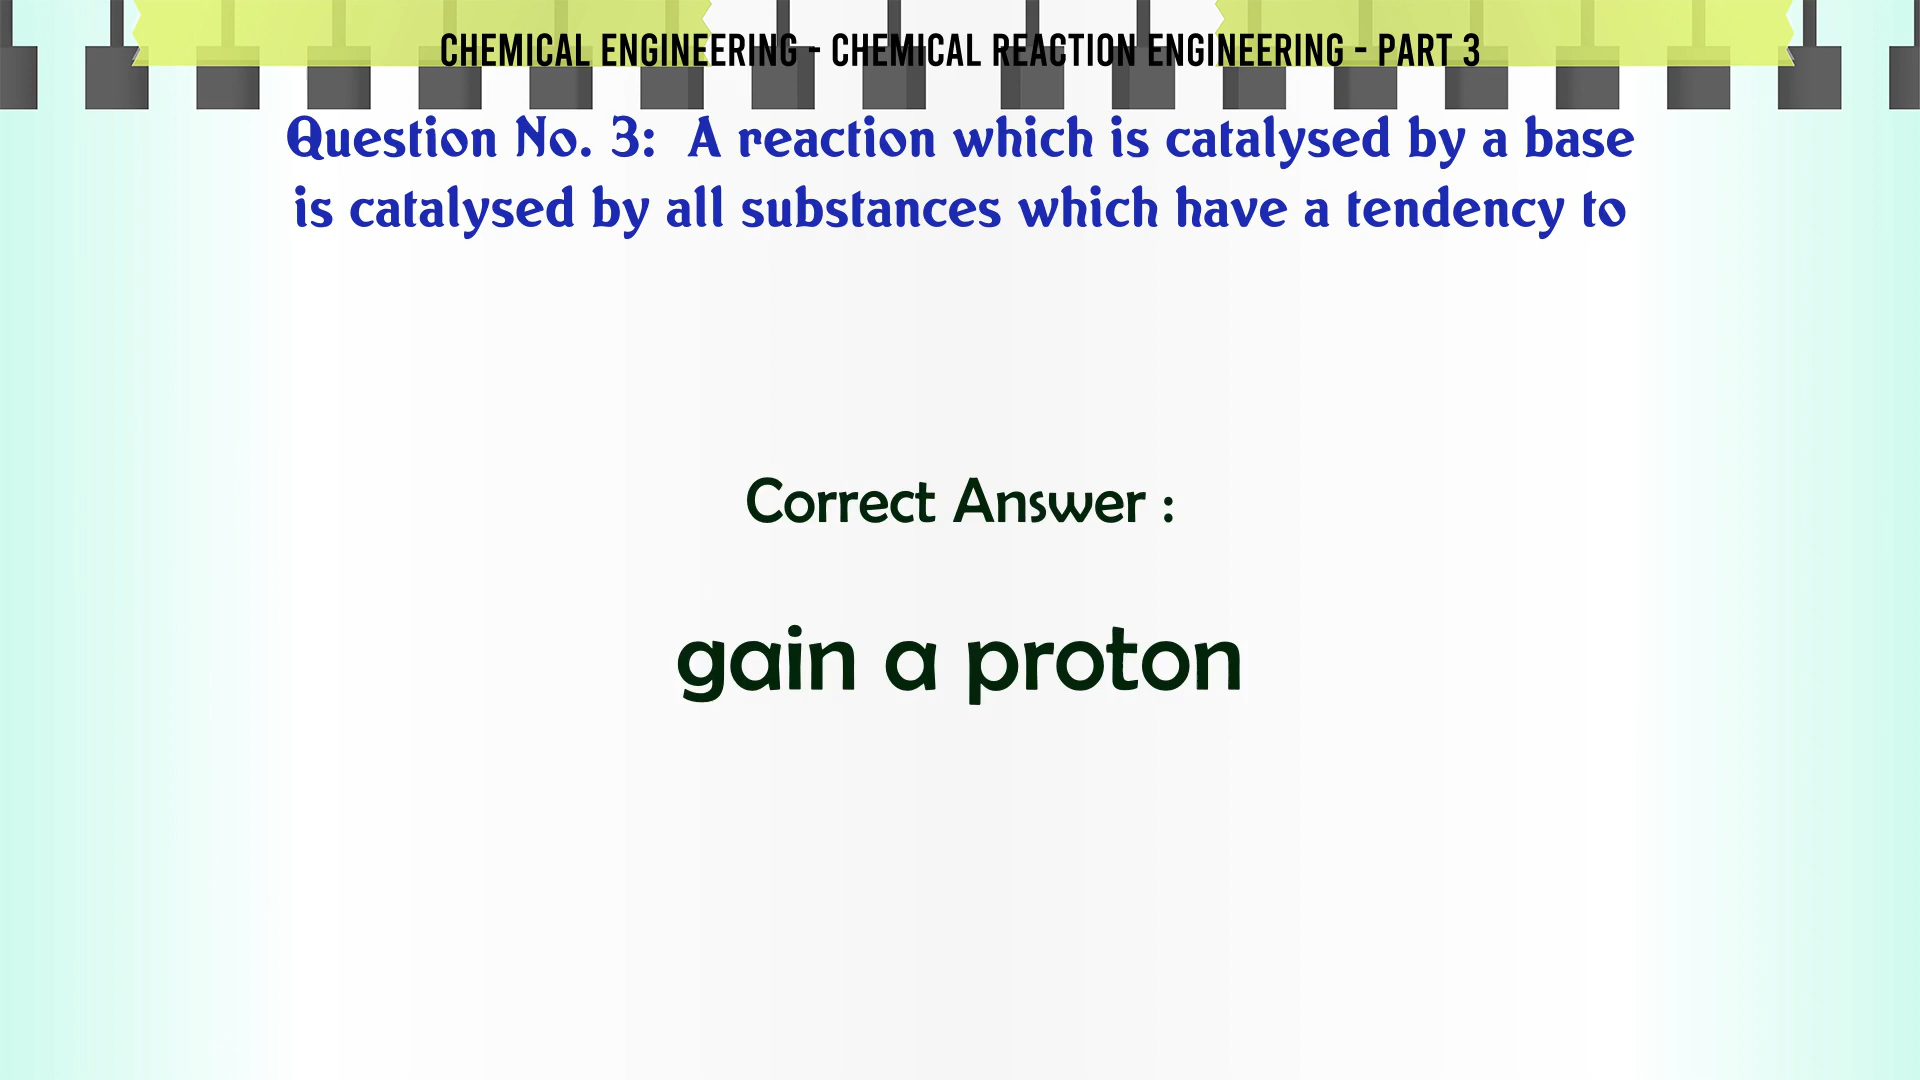 CHEMICAL ENGINEERING - CHEMICAL REACTION ENGINEERING - PART 3
Question No. 3: A reaction which is catalysed by a base
is catalysed by all substances which have a tendency to
Correct Answer :
gain a proton